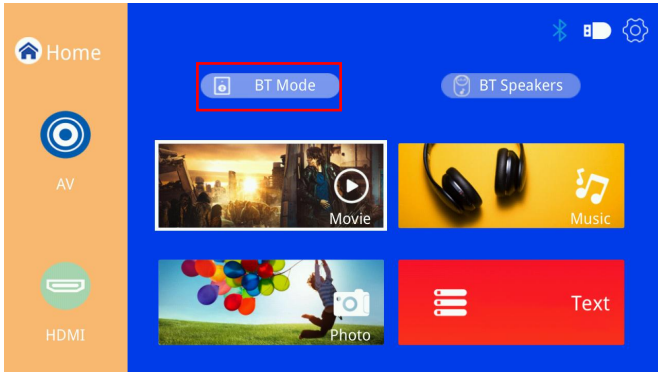 Home
BT Mode
BT Speakers
AV
Movie
Music
HDMI
Photo
Text